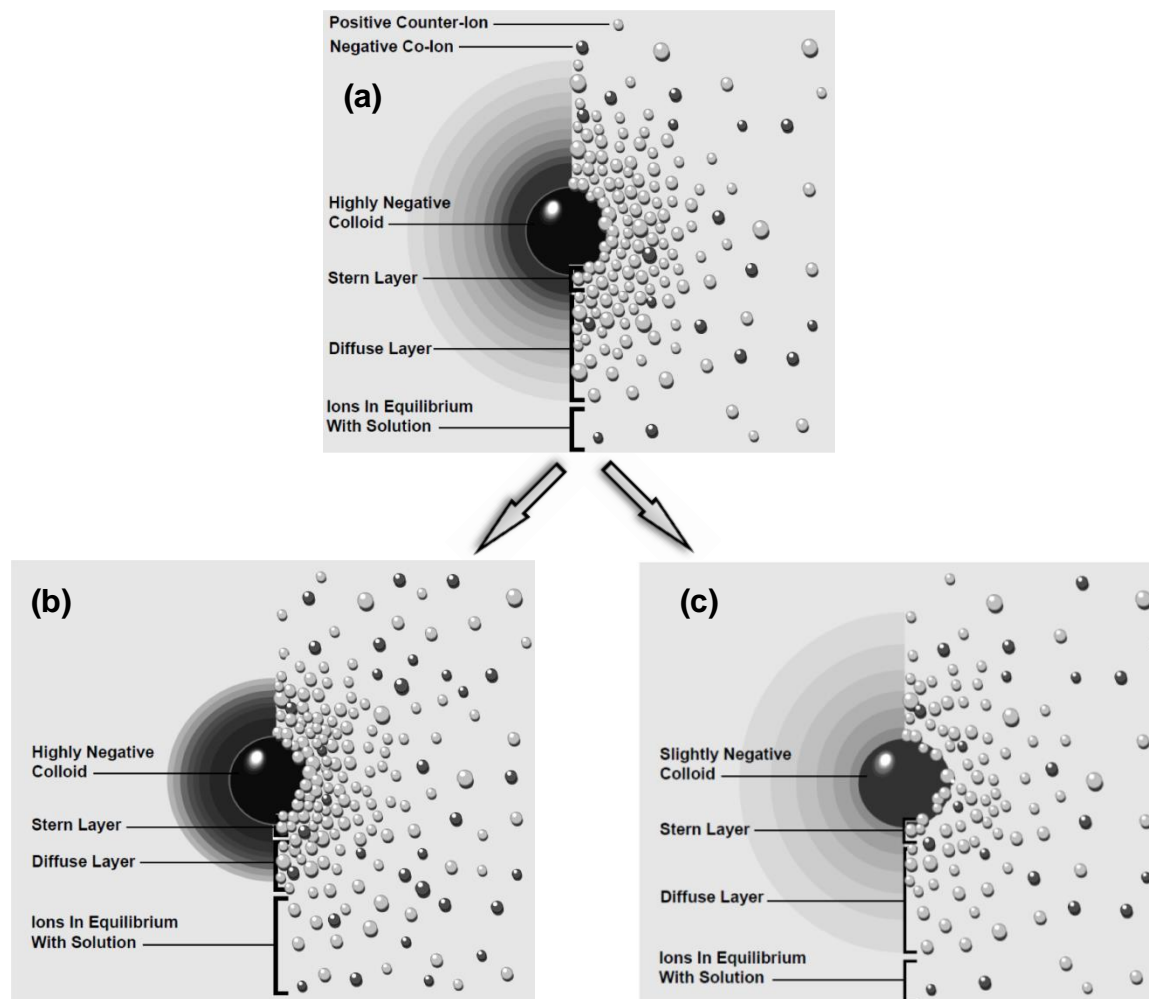 Positive Counter-Ion
Negative Co-Ion
(a)
Highly Negative
Colloid
Stern Layer
Diffuse Layer
Ions In Equilibrium
With Solution
(b)
Highly Negative
Colloid
Stern Layer
Diffuse Layer
Ions In Equilibrium
With Solution
(c)
Slightly Negative
Colloid
Stern Layer
Diffuse Layer
Ions In Equilibrium
With Solution